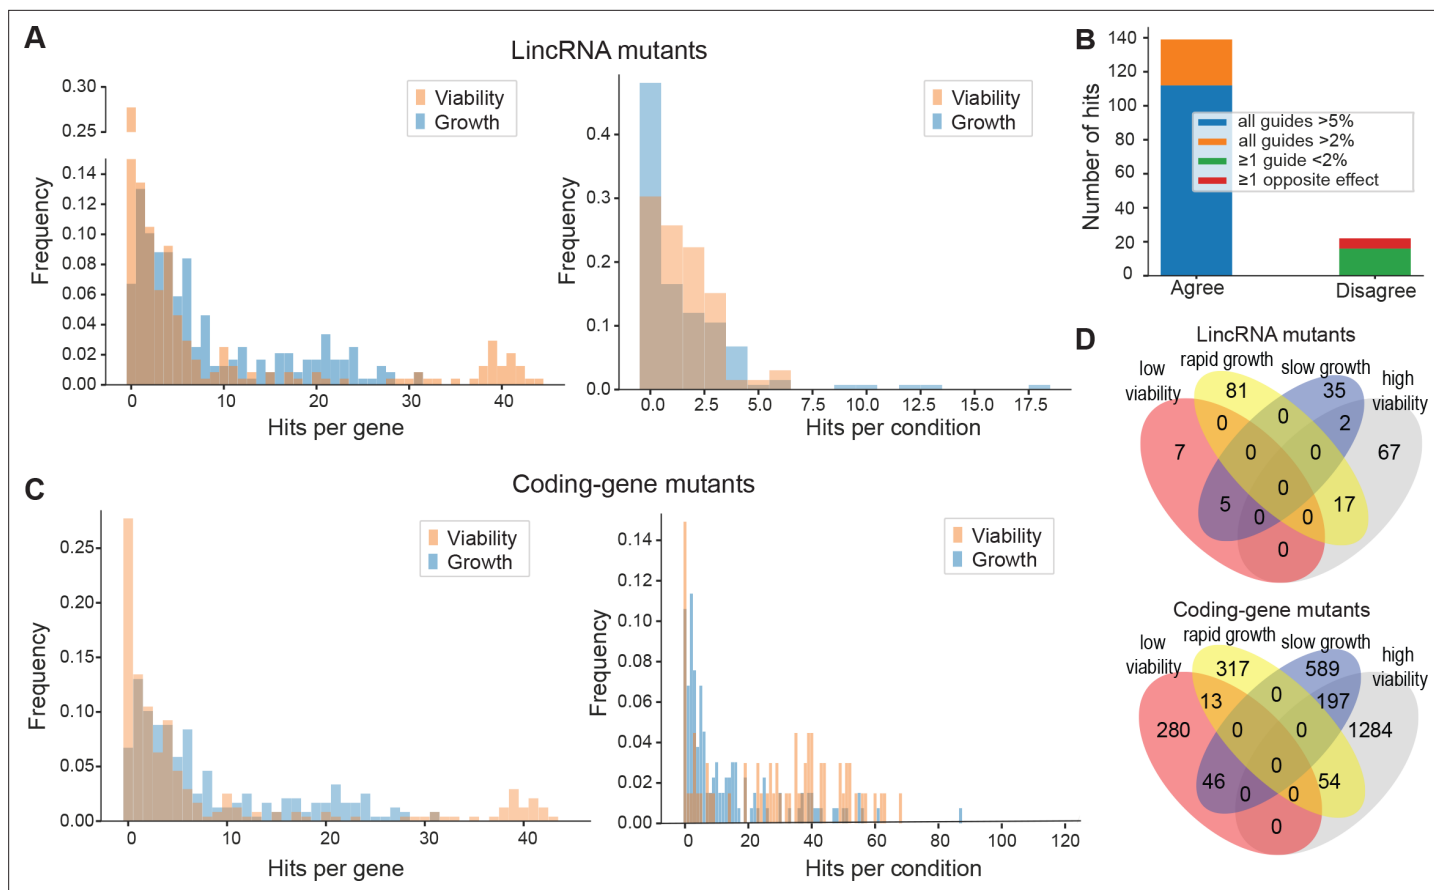 A
LincRNA mutants
0.30
0.25
0.14
0.12
0.10
0.08
0.06
0.04
0.02
0.00
Frequency
Viability
Growth
0 10 20 30 40
Hits per gene
0.4
0.3
0.2
0.1
0.0
Frequency
Viability
Growth
0.0 2.5 5.0 7.5 10.0 12.5 15.0 17.5
Hits per condition
B
140
120
100
80
60
40
20
0
Number of hits
all guides >5%
all guides >2%
≥1 guide <2%
≥1 opposite effect
Agree
Disagree
C
Coding-gene mutants
0.25
0.20
0.15
0.10
0.05
0.00
Frequency
Viability
Growth
0 10 20 30 40
Hits per gene
0.14
0.12
0.10
0.08
0.06
0.04
0.02
0.00
Frequency
Viability
Growth
0 20 40 60 80 100 120
Hits per condition
D
LincRNA mutants
low
viability
rapid growth
slow growth
high
viability
81 35
0 0 2
7 0 0 67
0
5 0 0 17
0
Coding-gene mutants
low
viability
rapid growth
slow growth
high
viability
317 589
13 0 197
280 0 0 1284
0
46 0 0 54
0